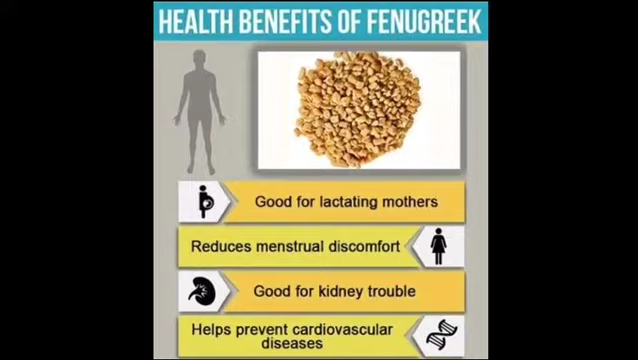 HEALTH BENEFITS OF FENUGREEK
Good for lactating mothers
Reduces menstrual discomfort
Good for kidney trouble
Helps prevent cardiovascular
diseases